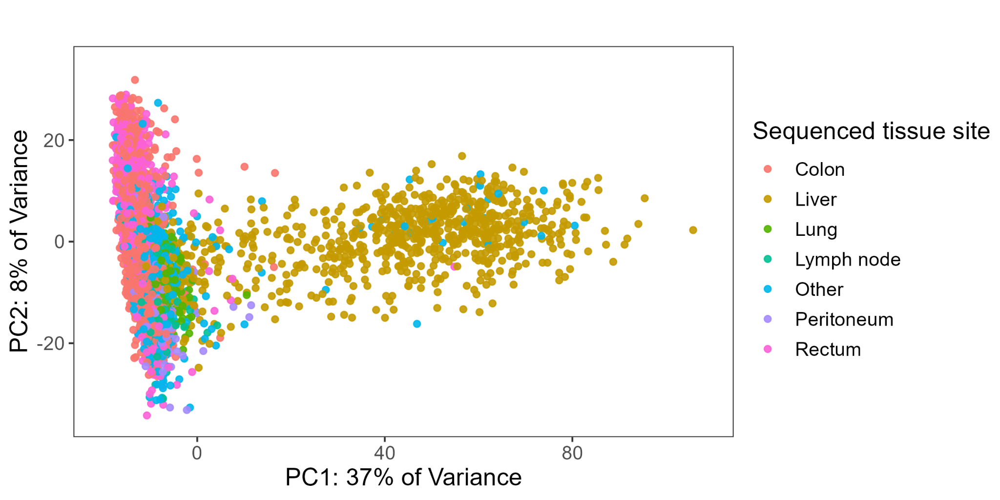 PC2: 8% of Variance
20
0
-20
0
40
80
PC1: 37% of Variance
Sequenced tissue site
Colon
Liver
Lung
Lymph node
Other
Peritoneum
Rectum